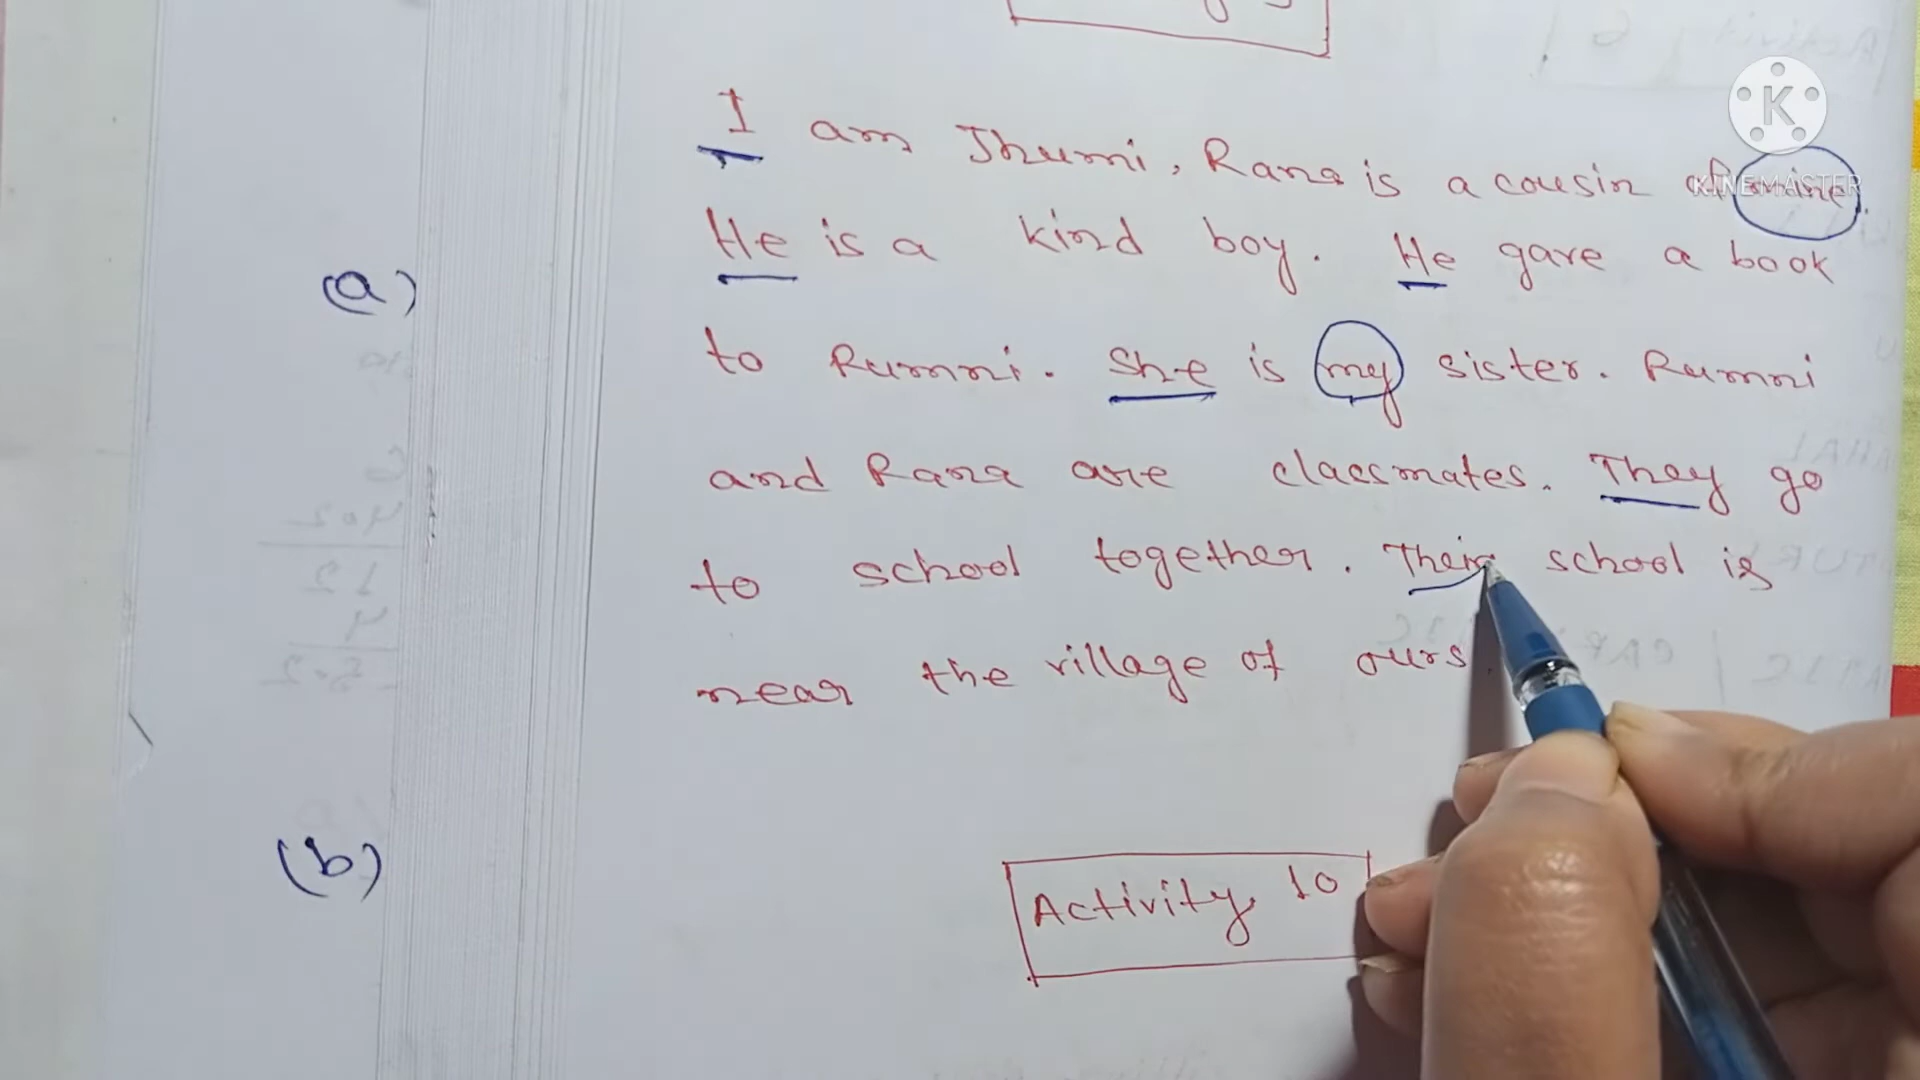 I am Jhumi, Rana is a cousin of mine.
He is a kind boy. He gave a book
(a)
to Rumni. She is my sister. Rumni
and Rana are classmates. They go
to school together. Their school is
near the village of ours.
(b)
Activity 10
K
KINEMASTER